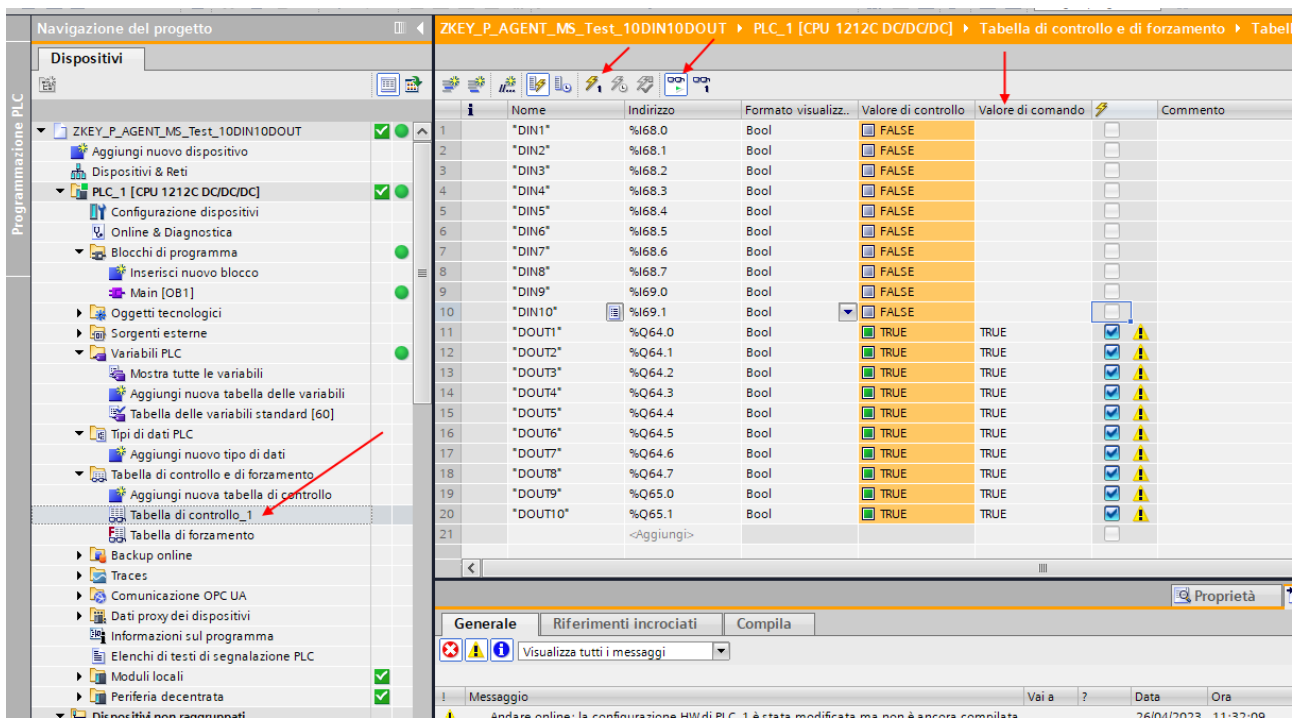 Navigazione del progetto
ZKEY_P_AGENT_MS_Test_10DIN10DOUT PLC_1 [CPU 1212C DC/DC/DC] Tabella di controllo e di forzamento
Dispositivi
Programmazione PLC
ZKEY_P_AGENT_MS_Test_10DIN10DOUT
Aggiungi nuovo dispositivo
Dispositivi & Reti
PLC_1 [CPU 1212C DC/DC/DC]
Configurazione dispositivi
Online & Diagnostica
Blocchi di programma
Inserisci nuovo blocco
Main [OB1]
Oggetti tecnologici
Sorgenti esterne
Variabili PLC
Mostra tutte le variabili
Aggiungi nuova tabella delle variabili
Tabella delle variabili standard [60]
Tipi di dati PLC
Aggiungi nuovo tipo di dati
Tabella di controllo e di forzamento
Aggiungi nuova tabella di controllo
Tabella di controllo_1
Tabella di forzamento
Backup online
Traces
Comunicazione OPC UA
Dati proxy dei dispositivi
Informazioni sul programma
Elenchi di testi di segnalazione PLC
Moduli locali
Periferia decentrata
Dispositivi non raggruppati
i Nome Indirizzo Formato visualizz... Valore di controllo Valore di comando Commento
1 "DIN1" %I68.0 Bool FALSE
2 "DIN2" %I68.1 Bool FALSE
3 "DIN3" %I68.2 Bool FALSE
4 "DIN4" %I68.3 Bool FALSE
5 "DIN5" %I68.4 Bool FALSE
6 "DIN6" %I68.5 Bool FALSE
7 "DIN7" %I68.6 Bool FALSE
8 "DIN8" %I68.7 Bool FALSE
9 "DIN9" %I69.0 Bool FALSE
10 "DIN10" %I69.1 Bool FALSE
11 "DOUT1" %Q64.0 Bool TRUE TRUE
12 "DOUT2" %Q64.1 Bool TRUE TRUE
13 "DOUT3" %Q64.2 Bool TRUE TRUE
14 "DOUT4" %Q64.3 Bool TRUE TRUE
15 "DOUT5" %Q64.4 Bool TRUE TRUE
16 "DOUT6" %Q64.5 Bool TRUE TRUE
17 "DOUT7" %Q64.6 Bool TRUE TRUE
18 "DOUT8" %Q64.7 Bool TRUE TRUE
19 "DOUT9" %Q65.0 Bool TRUE TRUE
20 "DOUT10" %Q65.1 Bool TRUE TRUE
21 <Aggiungi>
Proprietà
Generale Riferimenti incrociati Compila
Visualizza tutti i messaggi
! Messaggio Vai a ? Data Ora
Andare online: la configurazione HW di PLC_1 è stata modificata ma non è ancora compilata. 26/04/2023 11:32:09